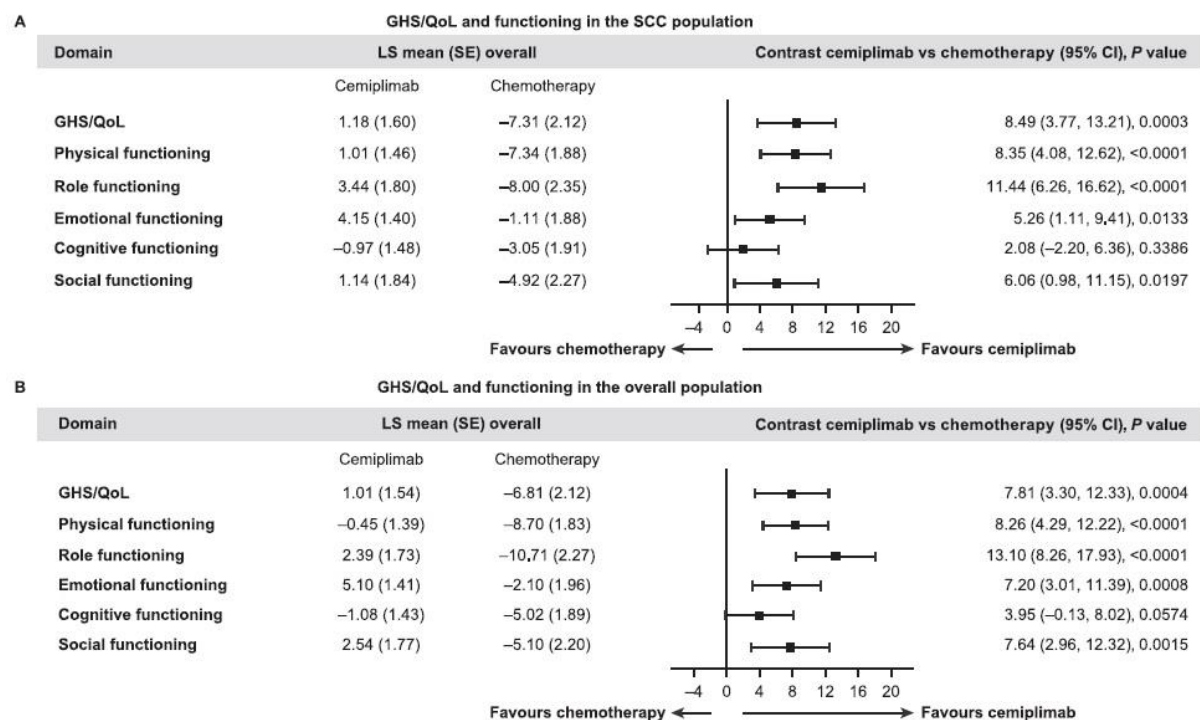 A GHS/QoL and functioning in the SCC population
Domain LS mean (SE) overall Contrast cemiplimab vs chemotherapy (95% CI), P value
Cemiplimab Chemotherapy
GHS/QoL 1.18 (1.60) –7.31 (2.12) 8.49 (3.77, 13.21), 0.0003
Physical functioning 1.01 (1.46) –7.34 (1.88) 8.35 (4.08, 12.62), <0.0001
Role functioning 3.44 (1.80) –8.00 (2.35) 11.44 (6.26, 16.62), <0.0001
Emotional functioning 4.15 (1.40) –1.11 (1.88) 5.26 (1.11, 9.41), 0.0133
Cognitive functioning –0.97 (1.48) –3.05 (1.91) 2.08 (–2.20, 6.36), 0.3386
Social functioning 1.14 (1.84) –4.92 (2.27) 6.06 (0.98, 11.15), 0.0197
–4 0 4 8 12 16 20
Favours chemotherapy Favours cemiplimab
B GHS/QoL and functioning in the overall population
Domain LS mean (SE) overall Contrast cemiplimab vs chemotherapy (95% CI), P value
Cemiplimab Chemotherapy
GHS/QoL 1.01 (1.54) –6.81 (2.12) 7.81 (3.30, 12.33), 0.0004
Physical functioning –0.45 (1.39) –8.70 (1.83) 8.26 (4.29, 12.22), <0.0001
Role functioning 2.39 (1.73) –10.71 (2.27) 13.10 (8.26, 17.93), <0.0001
Emotional functioning 5.10 (1.41) –2.10 (1.96) 7.20 (3.01, 11.39), 0.0008
Cognitive functioning –1.08 (1.43) –5.02 (1.89) 3.95 (–0.13, 8.02), 0.0574
Social functioning 2.54 (1.77) –5.10 (2.20) 7.64 (2.96, 12.32), 0.0015
–4 0 4 8 12 16 20
Favours chemotherapy Favours cemiplimab